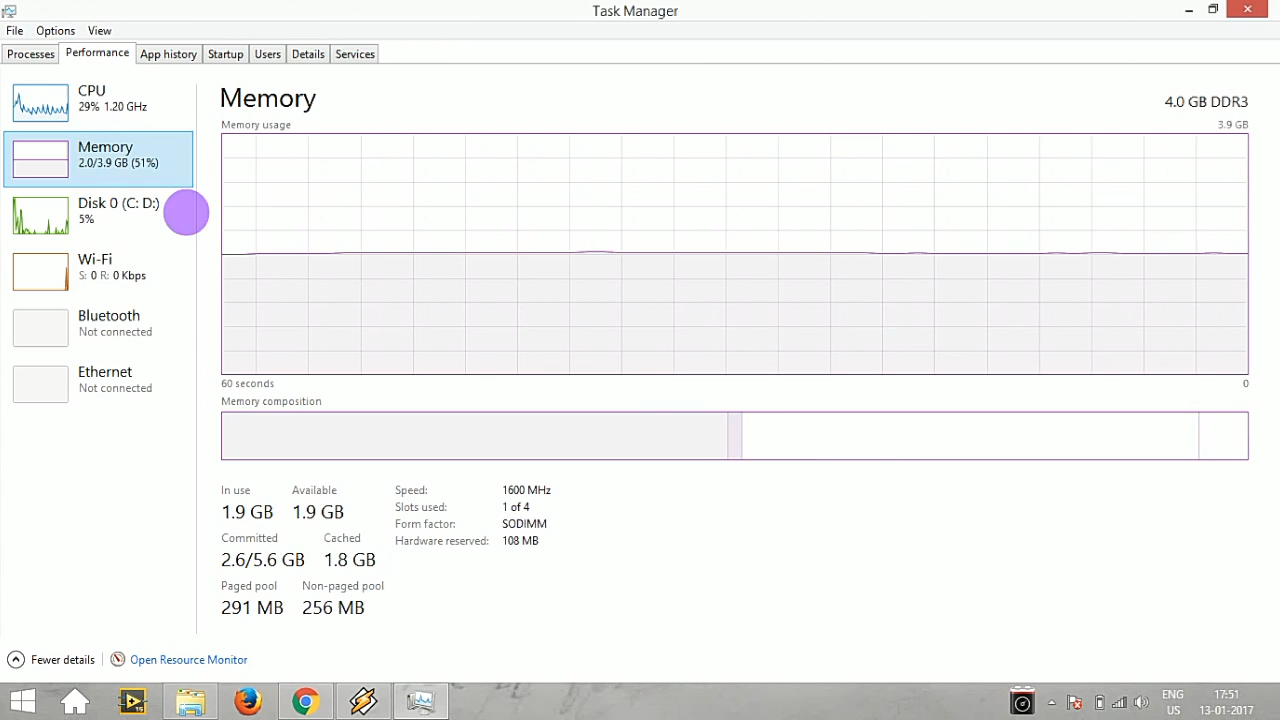 Task Manager
File Options View
Processes Performance App history Startup Users Details Services
CPU
29% 1.20 GHz
Memory
2.0/3.9 GB (51%)
Disk 0 (C: D:)
5%
Wi-Fi
S: 0 R: 0 Kbps
Bluetooth
Not connected
Ethernet
Not connected
Memory 4.0 GB DDR3
Memory usage 3.9 GB
60 seconds 0
Memory composition
In use Available
1.9 GB 1.9 GB
Committed Cached
2.6/5.6 GB 1.8 GB
Paged pool Non-paged pool
291 MB 256 MB
Speed: 1600 MHz
Slots used: 1 of 4
Form factor: SODIMM
Hardware reserved: 108 MB
Fewer details Open Resource Monitor
ENG 17:51
US 13-01-2017